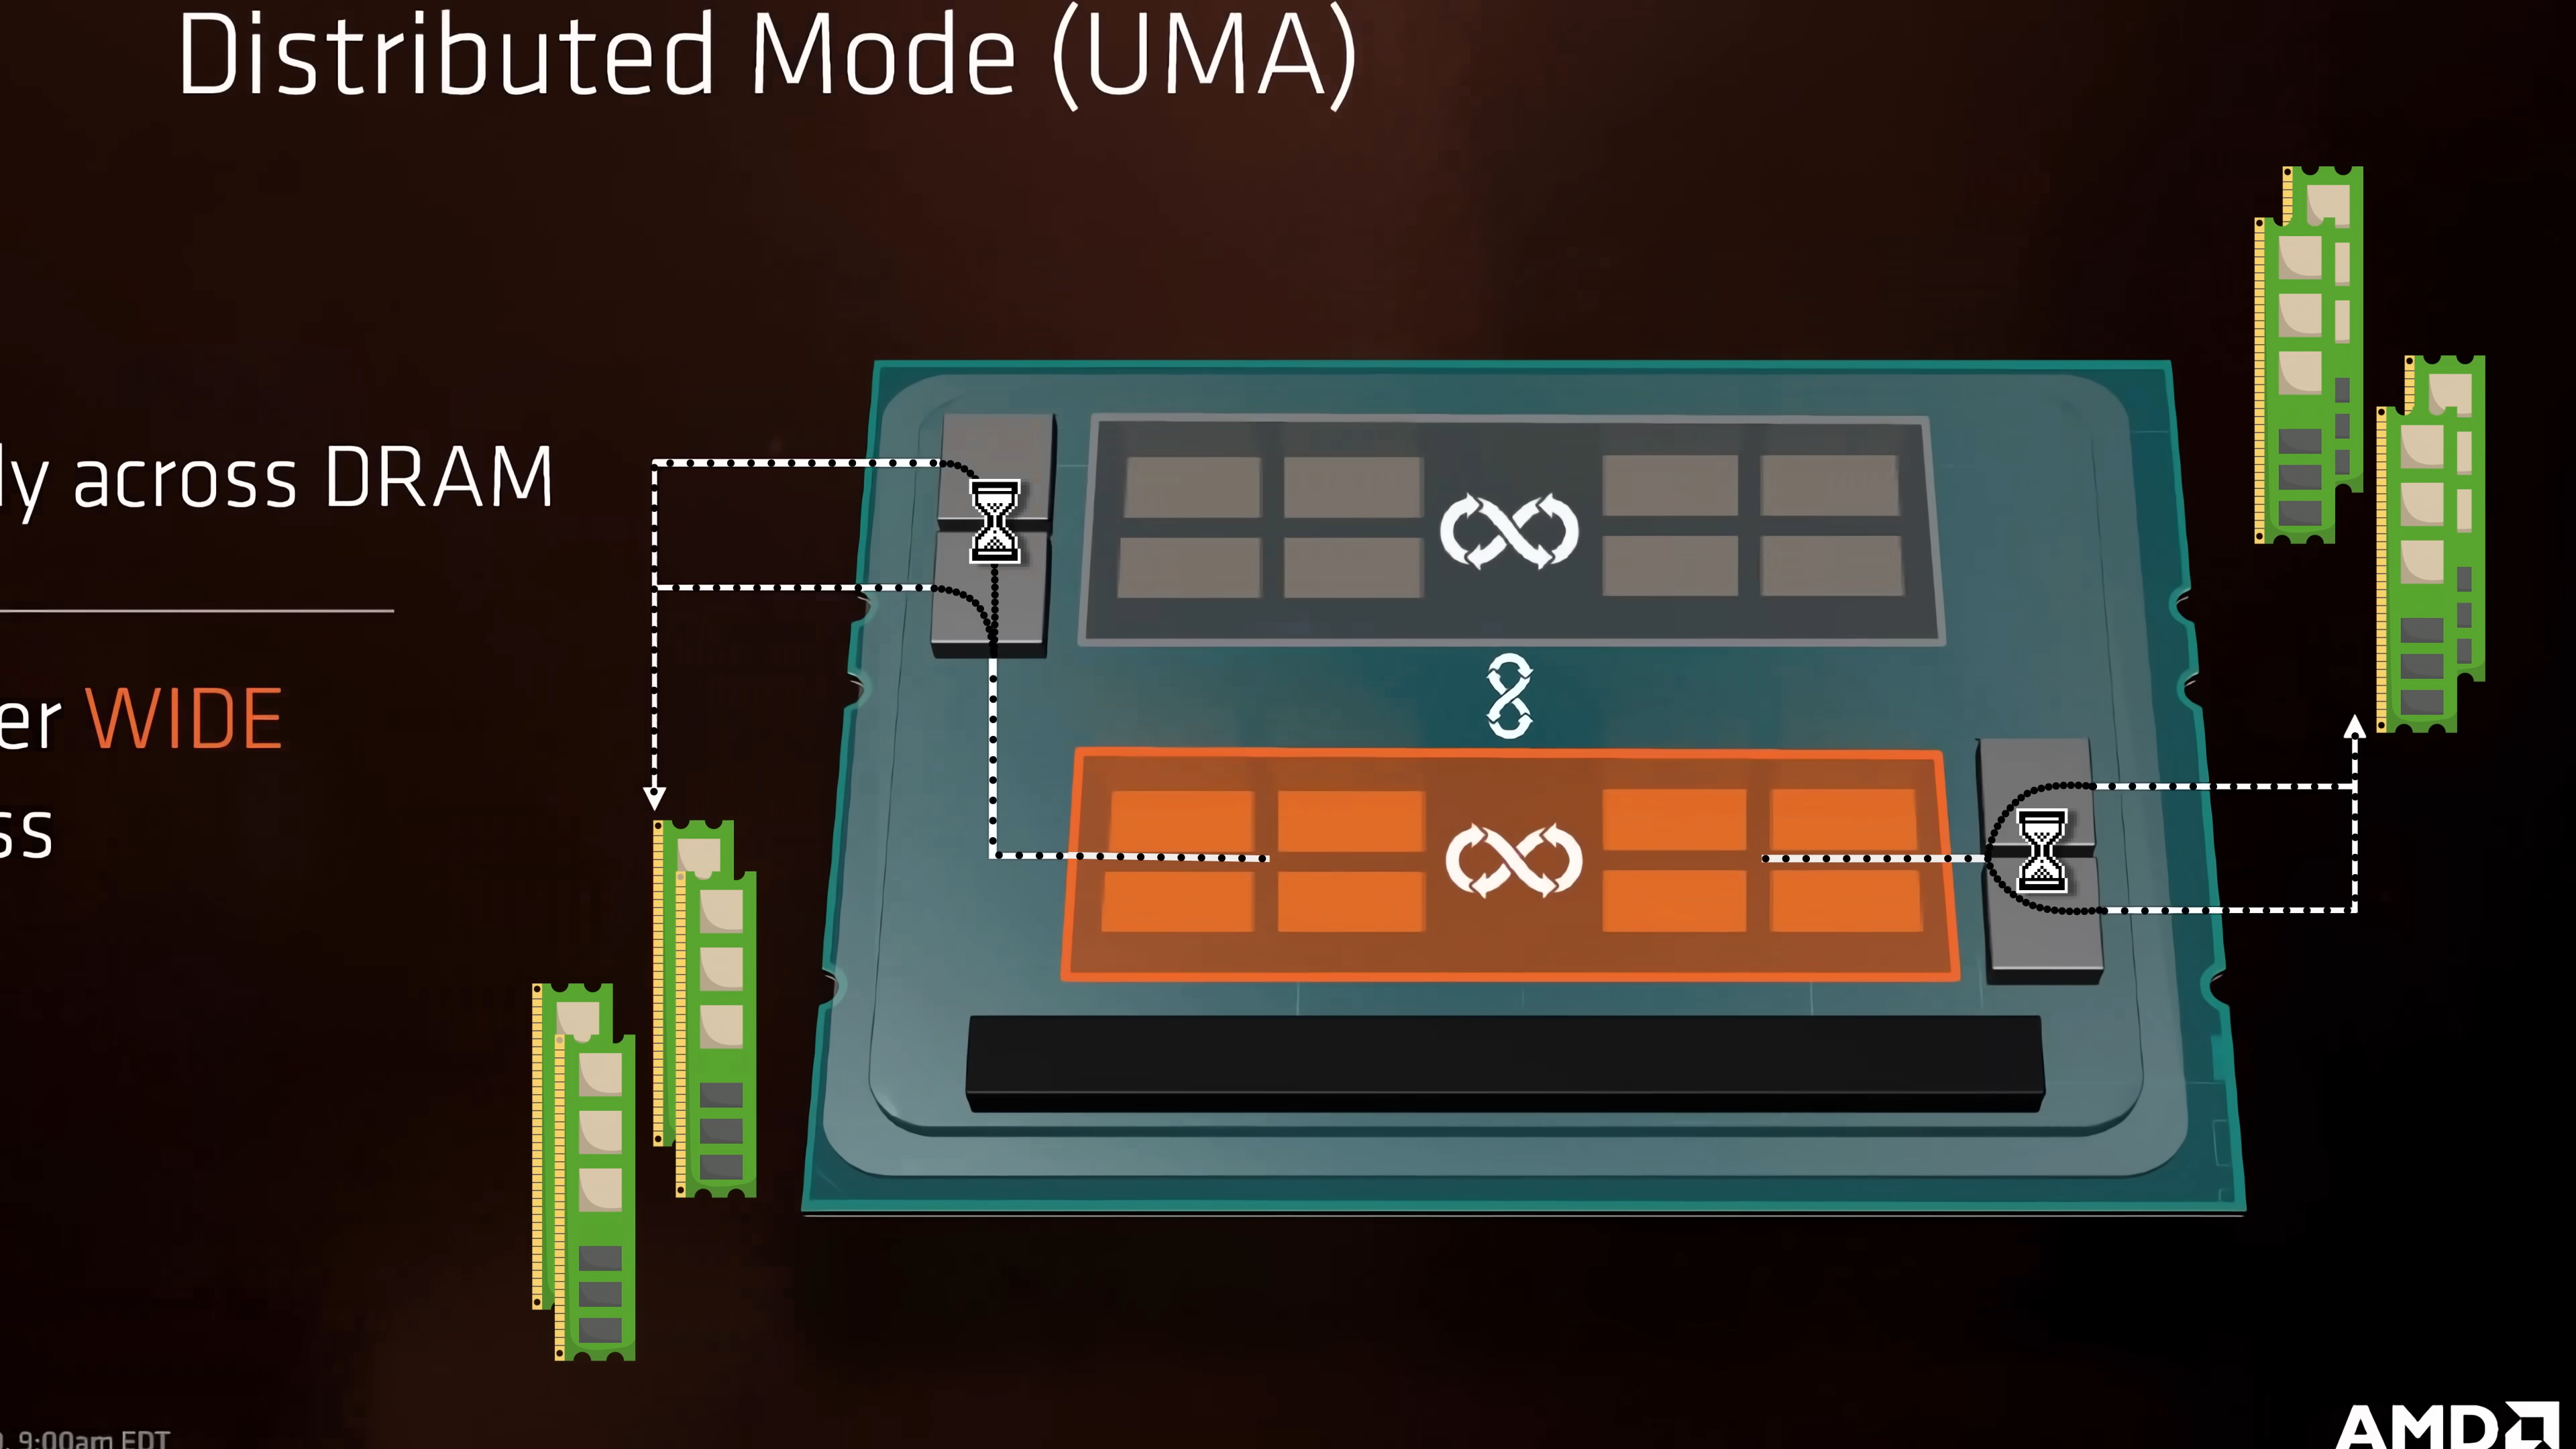 Distributed Mode (UMA)
ly across DRAM
er WIDE
ss
9:00am EDT
AMD